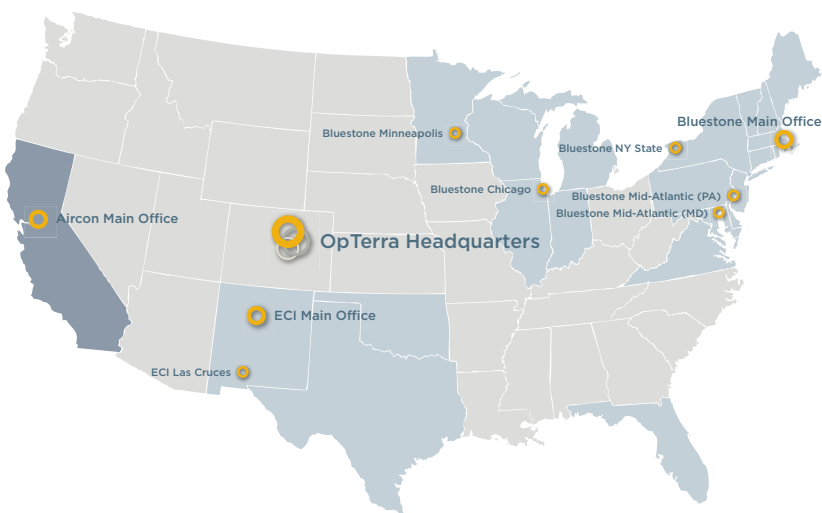 Bluestone Main Office
Bluestone Minneapolis
Bluestone NY State
Bluestone Chicago
Bluestone Mid-Atlantic (PA)
Bluestone Mid-Atlantic (MD)
Aircon Main Office
OpTerra Headquarters
ECI Main Office
ECI Las Cruces